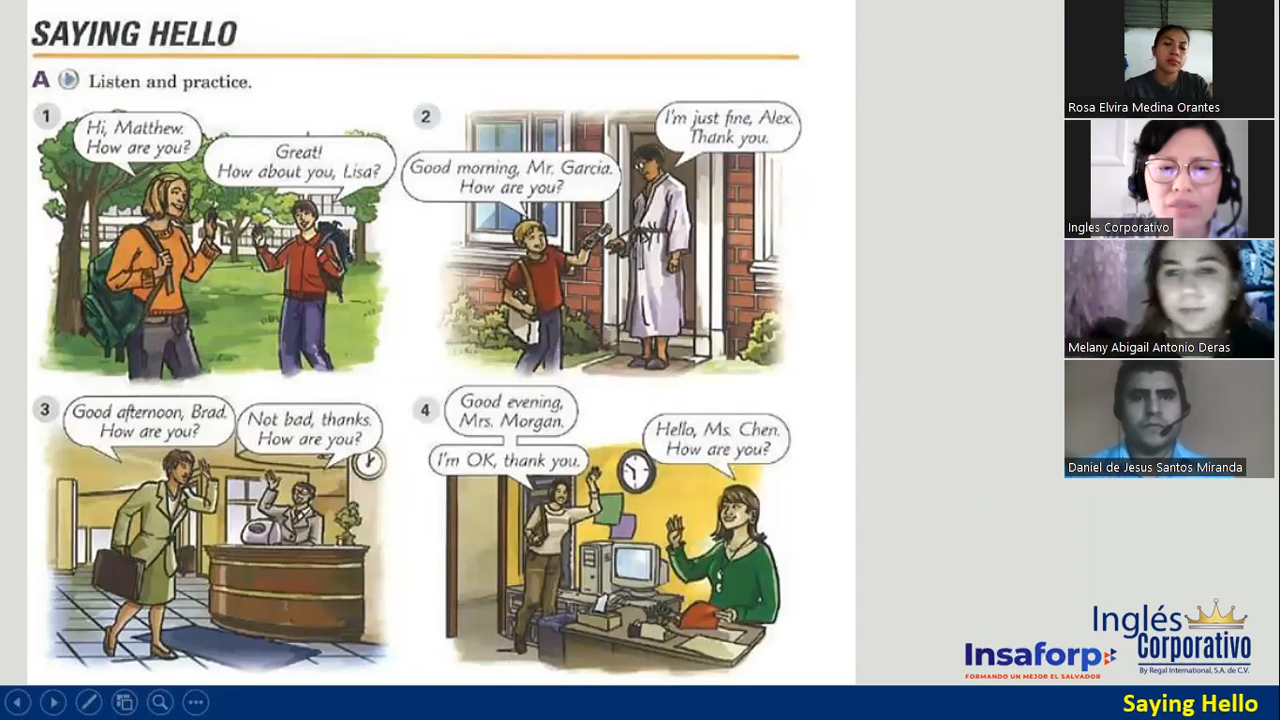 SAYING HELLO
A Listen and practice.
1
Hi, Matthew.
How are you?
Great!
How about you, Lisa?
2
Good morning, Mr. Garcia.
How are you?
I'm just fine, Alex.
Thank you.
3
Good afternoon, Brad.
How are you?
Not bad, thanks.
How are you?
4
Good evening,
Mrs. Morgan.
Hello, Ms. Chen.
How are you?
I'm OK, thank you.
Rosa Elvira Medina Orantes
Ingles Corporativo
Melany Abigail Antonio Deras
Daniel de Jesus Santos Miranda
Insaforp
FORMANDO UN MEJOR EL SALVADOR
Inglés
Corporativo
By Regal International, S.A. de C.V.
Saying Hello